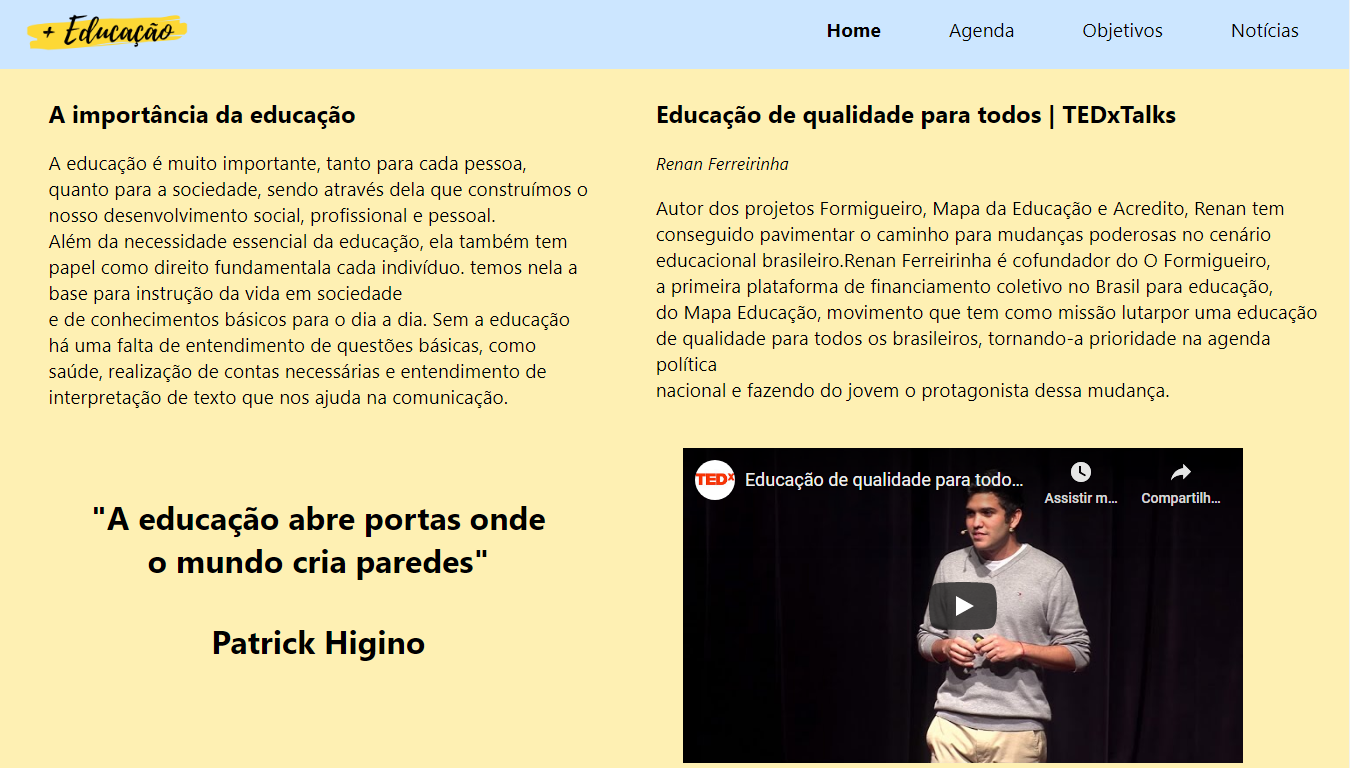 + Educação
Home Agenda Objetivos Notícias
A importância da educação
A educação é muito importante, tanto para cada pessoa,
quanto para a sociedade, sendo através dela que construímos o
nosso desenvolvimento social, profissional e pessoal.
Além da necessidade essencial da educação, ela também tem
papel como direito fundamentala cada indivíduo. temos nela a
base para instrução da vida em sociedade
e de conhecimentos básicos para o dia a dia. Sem a educação
há uma falta de entendimento de questões básicas, como
saúde, realização de contas necessárias e entendimento de
interpretação de texto que nos ajuda na comunicação.
"A educação abre portas onde
o mundo cria paredes"
Patrick Higino
Educação de qualidade para todos | TEDxTalks
Renan Ferreirinha
Autor dos projetos Formigueiro, Mapa da Educação e Acredito, Renan tem
conseguido pavimentar o caminho para mudanças poderosas no cenário
educacional brasileiro.Renan Ferreirinha é cofundador do O Formigueiro,
a primeira plataforma de financiamento coletivo no Brasil para educação,
do Mapa Educação, movimento que tem como missão lutarpor uma educação
de qualidade para todos os brasileiros, tornando-a prioridade na agenda
política
nacional e fazendo do jovem o protagonista dessa mudança.
TEDx
Educação de qualidade para todo...
Assistir m...
Compartilh...